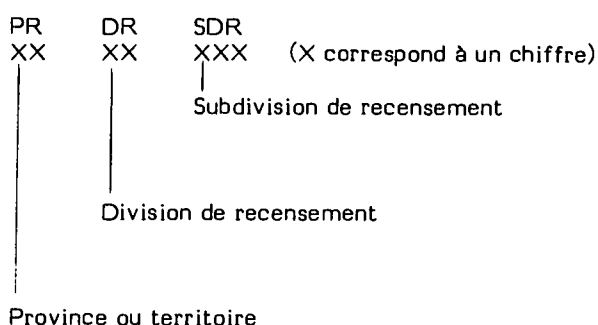 PR DR SDR
XX XX XXX (X correspond à un chiffre)
Subdivision de recensement
Division de recensement
Province ou territoire